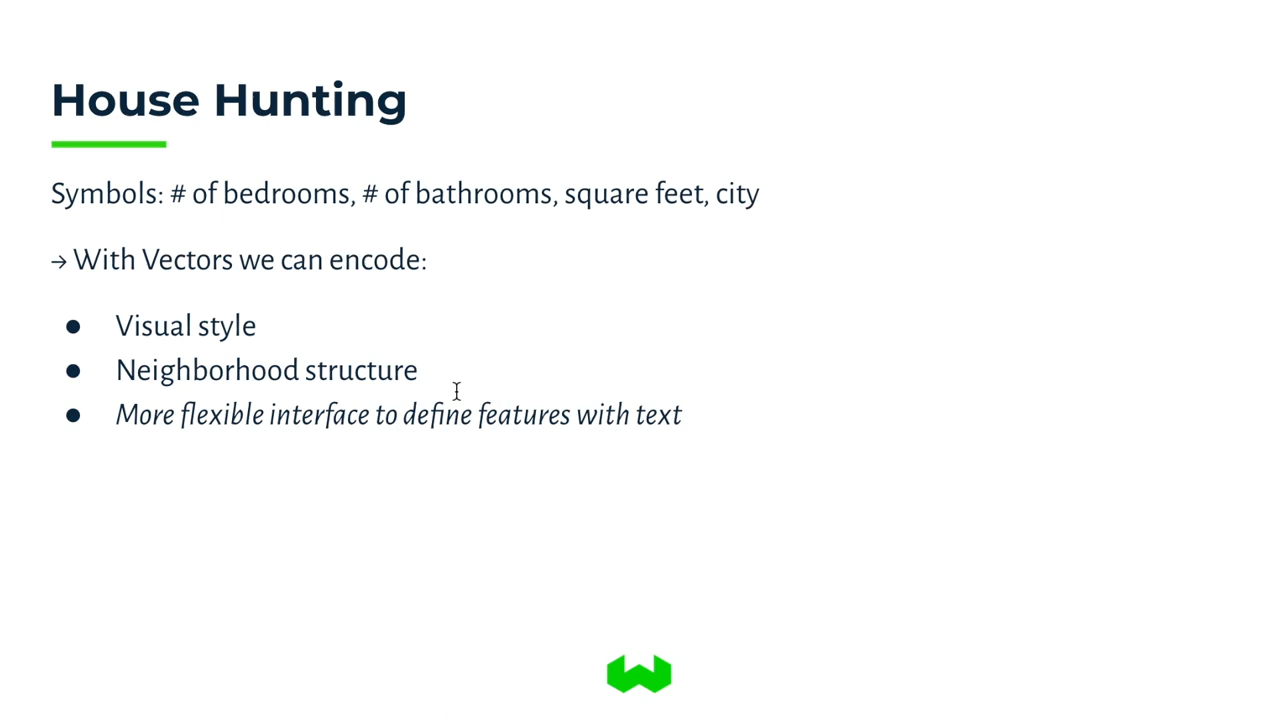 House Hunting
Symbols: # of bedrooms, # of bathrooms, square feet, city
→ With Vectors we can encode:
● Visual style
● Neighborhood structure
● More flexible interface to define features with text